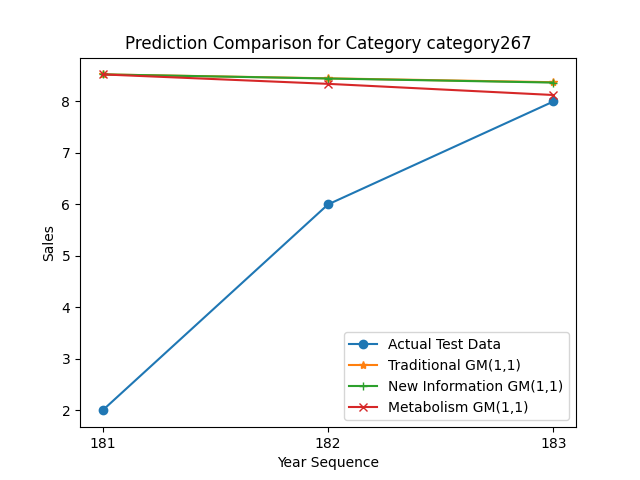 Prediction Comparison for Category category267
Sales
8
7
6
5
4
3
2
Actual Test Data
Traditional GM(1,1)
New Information GM(1,1)
Metabolism GM(1,1)
181 182 183
Year Sequence